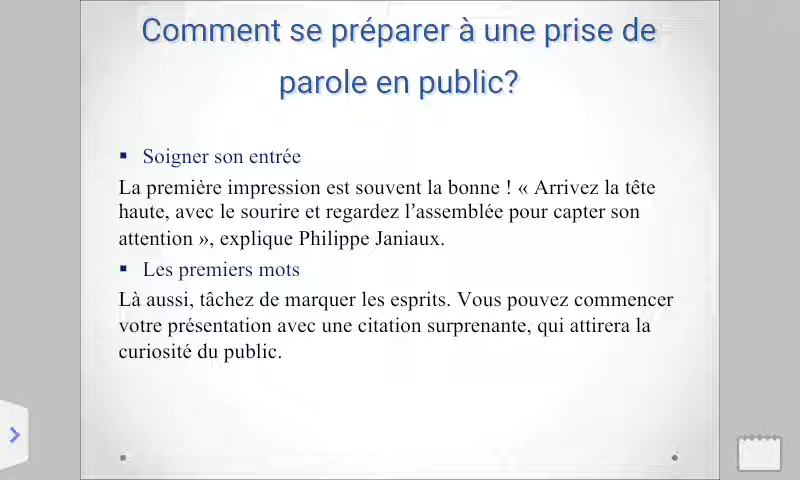 Comment se préparer à une prise de
parole en public?
▪ Soigner son entrée
La première impression est souvent la bonne ! « Arrivez la tête
haute, avec le sourire et regardez l’assemblée pour capter son
attention », explique Philippe Janiaux.
▪ Les premiers mots
Là aussi, tâchez de marquer les esprits. Vous pouvez commencer
votre présentation avec une citation surprenante, qui attirera la
curiosité du public.